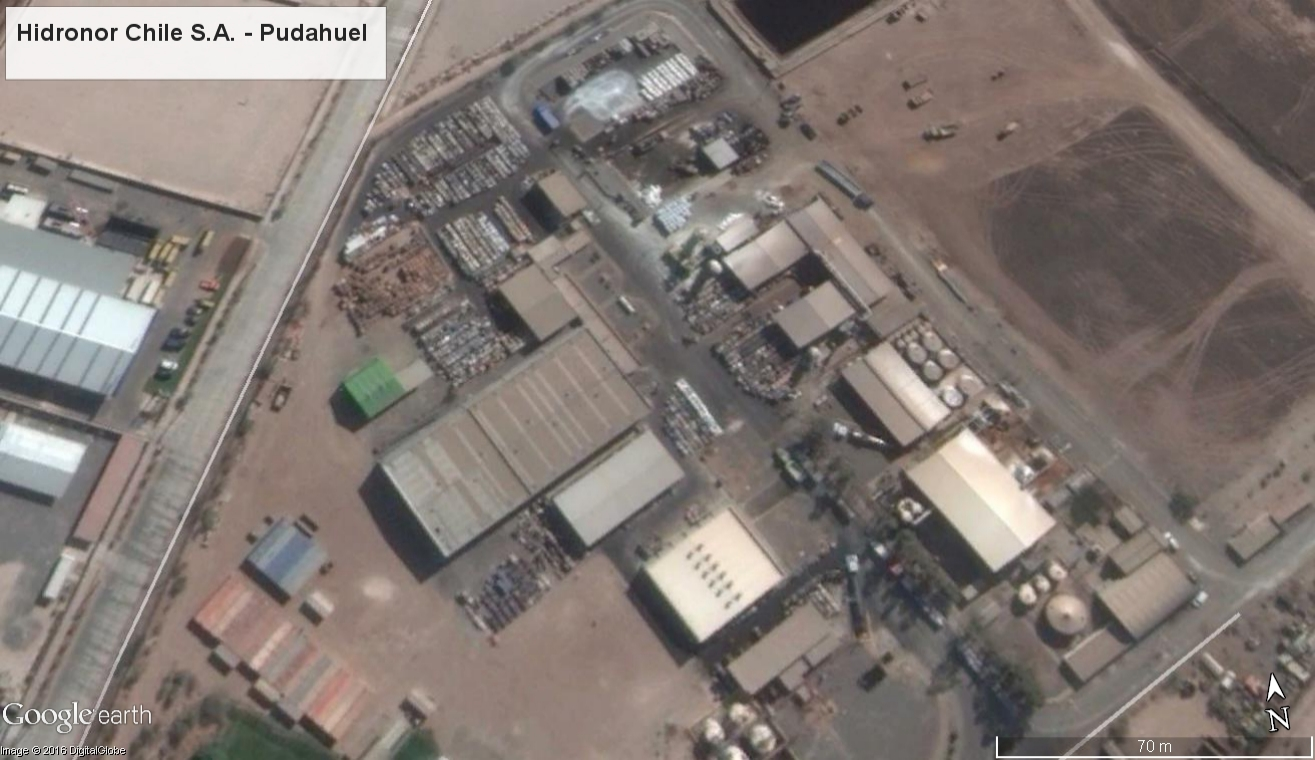 Hidronor Chile S.A. - Pudahuel
Google earth
Image © 2016 DigitalGlobe
70 m
N